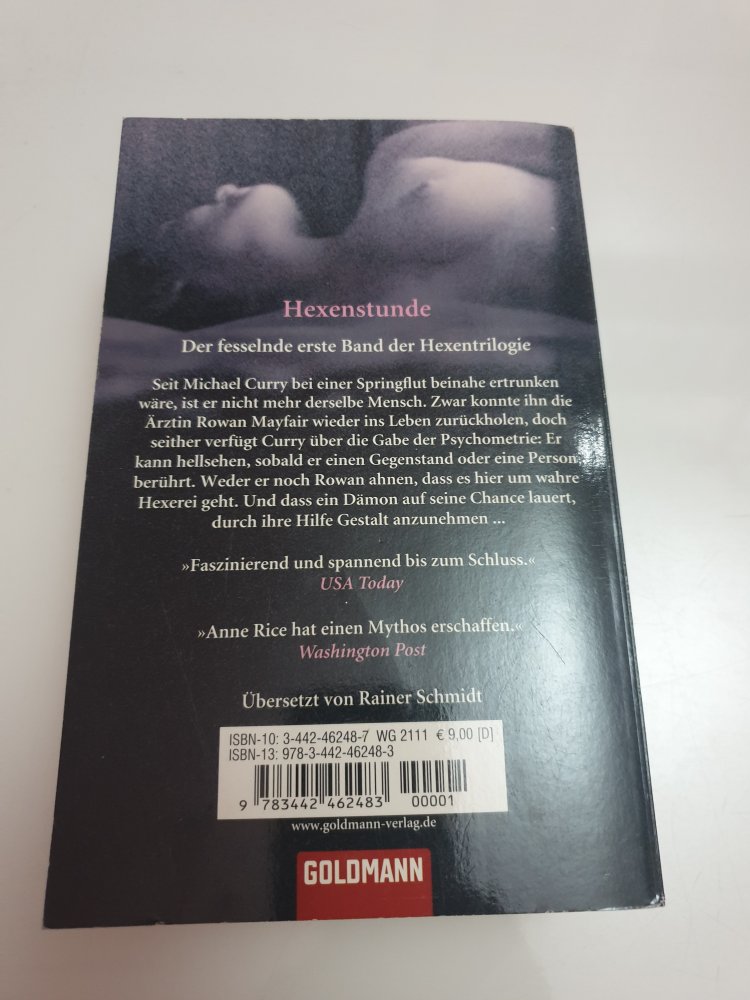 Hexenstunde
Der fesselnde erste Band der Hexentrilogie
Seit Michael Curry bei einer Springflut beinahe ertrunken
wäre, ist er nicht mehr derselbe Mensch. Zwar konnte ihn die
Ärztin Rowan Mayfair wieder ins Leben zurückholen, doch
seither verfügt Curry über die Gabe der Psychometrie: Er
kann hellsehen, sobald er einen Gegenstand oder eine Person
berührt. Weder er noch Rowan ahnen, dass es hier um wahre
Hexerei geht. Und dass ein Dämon auf seine Chance lauert,
durch ihre Hilfe Gestalt anzunehmen ...
»Faszinierend und spannend bis zum Schluss.«
USA Today
»Anne Rice hat einen Mythos erschaffen.«
Washington Post
Übersetzt von Rainer Schmidt
ISBN-10: 3-442-46248-7 WG 2111 € 9,00 [D]
ISBN-13: 978-3-442-46248-3
9 783442 462483 00001
www.goldmann-verlag.de
GOLDMANN